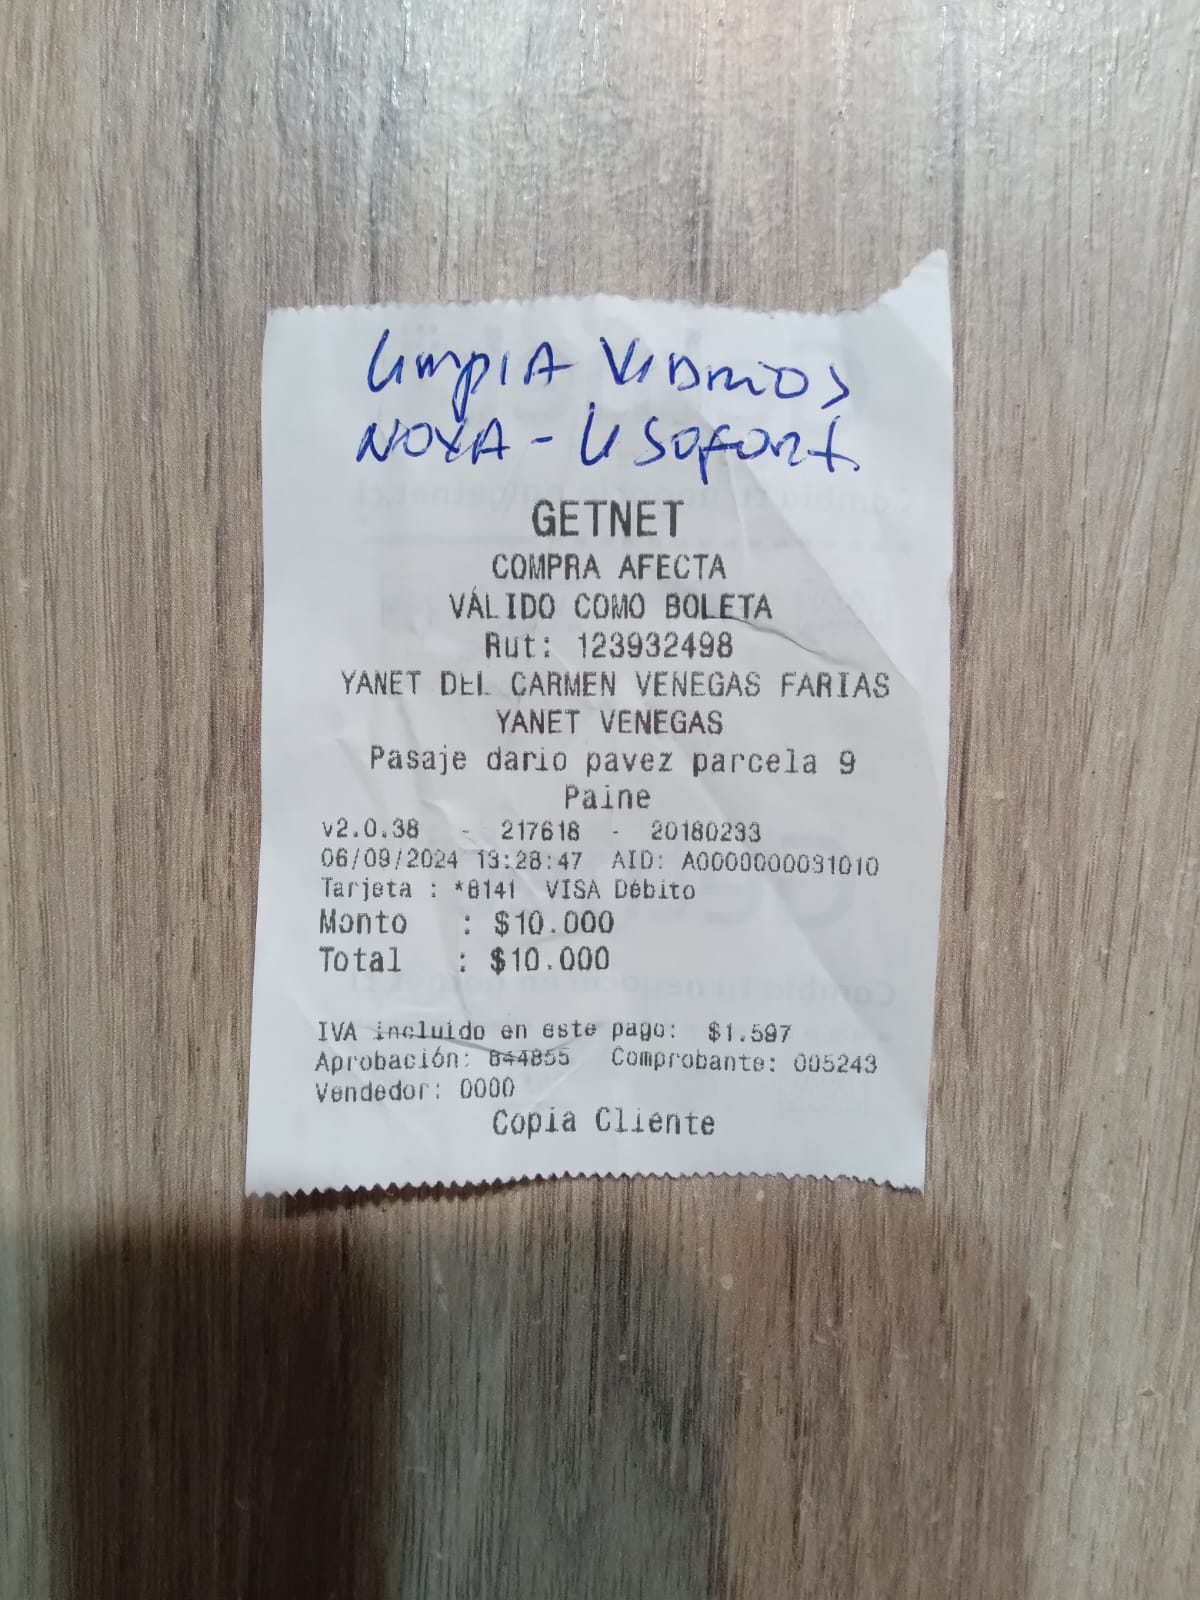 Limpia Vidrios
Nova - Lisofort.
GETNET
COMPRA AFECTA
VÁLIDO COMO BOLETA
Rut: 123932498
YANET DEL CARMEN VENEGAS FARIAS
YANET VENEGAS
Pasaje dario pavez parcela 9
Paine
v2.0.38 - 217618 - 20180233
06/09/2024 13:28:47 AID: A0000000031010
Tarjeta : *8141 VISA Débito
Monto : $10.000
Total : $10.000
IVA incluido en este pago: $1.597
Aprobación: 844855 Comprobante: 005243
Vendedor: 0000
Copia Cliente